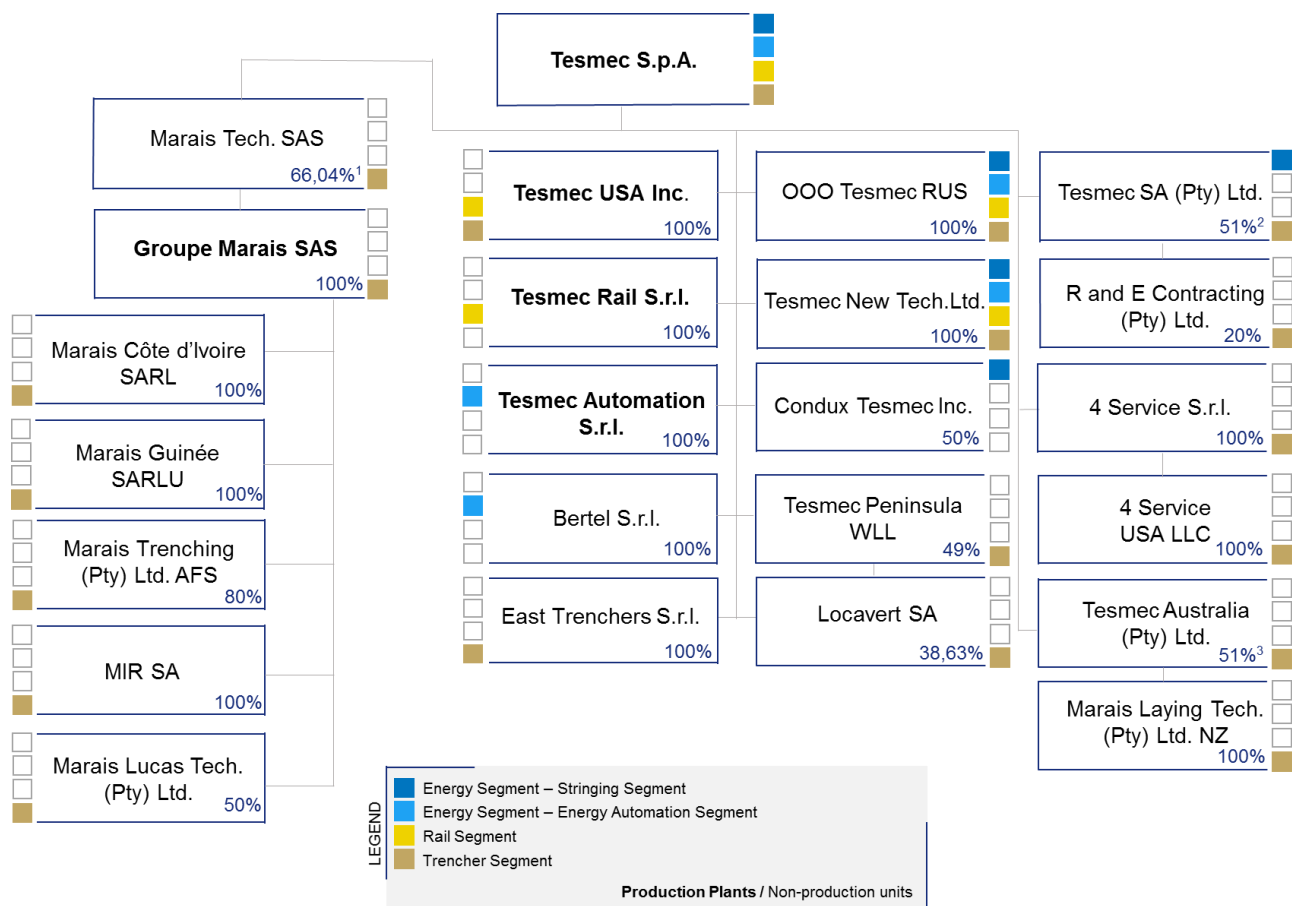 Tesmec S.p.A.
Marais Tech. SAS
66,04%1
Groupe Marais SAS
100%
Marais Côte d'Ivoire
SARL
100%
Marais Guinée
SARLU
100%
Marais Trenching
(Pty) Ltd. AFS
80%
MIR SA
100%
Marais Lucas Tech.
(Pty) Ltd.
50%
Tesmec USA Inc.
100%
Tesmec Rail S.r.l.
100%
Tesmec Automation
S.r.l.
100%
Bertel S.r.l.
100%
East Trenchers S.r.l.
100%
OOO Tesmec RUS
100%
Tesmec New Tech.Ltd.
100%
Condux Tesmec Inc.
50%
Tesmec Peninsula
WLL
49%
Locavert SA
38,63%
Tesmec SA (Pty) Ltd.
51%2
R and E Contracting
(Pty) Ltd.
20%
4 Service S.r.l.
100%
4 Service
USA LLC
100%
Tesmec Australia
(Pty) Ltd.
51%3
Marais Laying Tech.
(Pty) Ltd. NZ
100%
LEGEND
Energy Segment – Stringing Segment
Energy Segment – Energy Automation Segment
Rail Segment
Trencher Segment
Production Plants / Non-production units